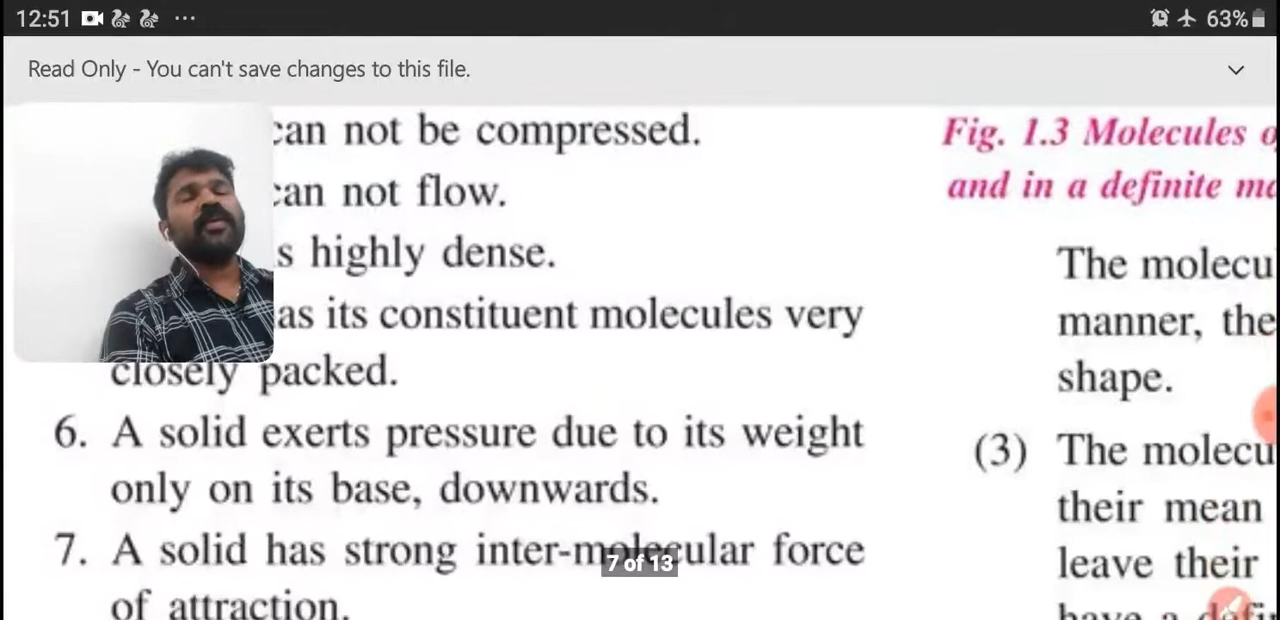 12:51
63%
Read Only - You can't save changes to this file.
can not be compressed.
can not flow.
highly dense.
its constituent molecules very
closely packed.
6. A solid exerts pressure due to its weight
only on its base, downwards.
7. A solid has strong inter-molecular force
of attraction.
7 of 13
Fig. 1.3 Molecules
and in a definite
The
manner, the
shape.
(3) The
their mean
leave their
have a